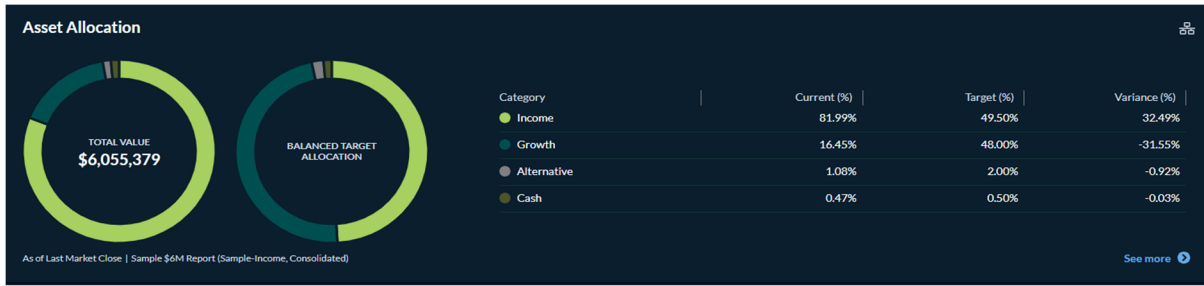 Asset Allocation
TOTAL VALUE
$6,055,379
BALANCED TARGET
ALLOCATION
Category Current (%) Target (%) Variance (%)
Income 81.99% 49.50% 32.49%
Growth 16.45% 48.00% -31.55%
Alternative 1.08% 2.00% -0.92%
Cash 0.47% 0.50% -0.03%
As of Last Market Close | Sample $6M Report (Sample-Income, Consolidated)
See more